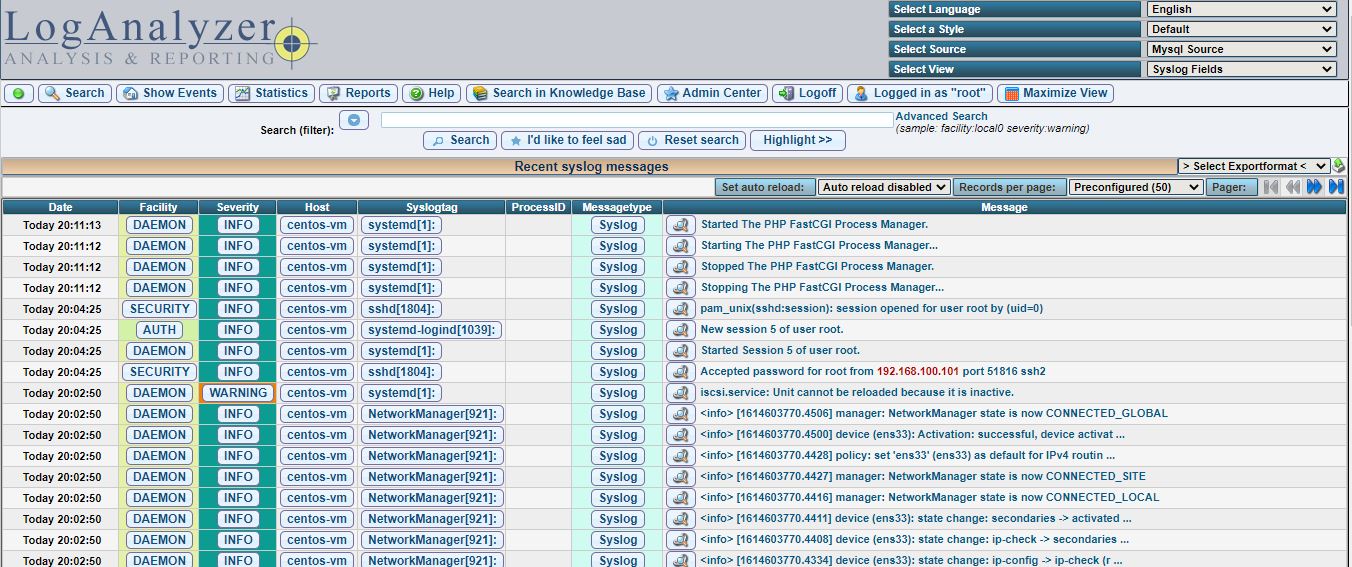 LogAnalyzer
ANALYSIS & REPORTING
Select Language English
Select a Style Default
Select Source Mysql Source
Select View Syslog Fields
Search Show Events Statistics Reports Help Search in Knowledge Base Admin Center Logoff Logged in as "root" Maximize View
Search (filter): Advanced Search
(sample: facility:local0 severity:warning)
Search I'd like to feel sad Reset search Highlight >>
Recent syslog messages > Select Exportformat <
Set auto reload: Auto reload disabled Records per page: Preconfigured (50) Pager:
Date Facility Severity Host Syslogtag ProcessID Messagetype Message
Today 20:11:13 DAEMON INFO centos-vm systemd[1]: Syslog Started The PHP FastCGI Process Manager.
Today 20:11:12 DAEMON INFO centos-vm systemd[1]: Syslog Starting The PHP FastCGI Process Manager...
Today 20:11:12 DAEMON INFO centos-vm systemd[1]: Syslog Stopped The PHP FastCGI Process Manager.
Today 20:11:12 DAEMON INFO centos-vm systemd[1]: Syslog Stopping The PHP FastCGI Process Manager...
Today 20:04:25 SECURITY INFO centos-vm sshd[1804]: Syslog pam_unix(sshd:session): session opened for user root by (uid=0)
Today 20:04:25 AUTH INFO centos-vm systemd-logind[1039]: Syslog New session 5 of user root.
Today 20:04:25 DAEMON INFO centos-vm systemd[1]: Syslog Started Session 5 of user root.
Today 20:04:25 SECURITY INFO centos-vm sshd[1804]: Syslog Accepted password for root from 192.168.100.101 port 51816 ssh2
Today 20:02:50 DAEMON WARNING centos-vm systemd[1]: Syslog iscsi.service: Unit cannot be reloaded because it is inactive.
Today 20:02:50 DAEMON INFO centos-vm NetworkManager[921]: Syslog <info> [1614603770.4506] manager: NetworkManager state is now CONNECTED_GLOBAL
Today 20:02:50 DAEMON INFO centos-vm NetworkManager[921]: Syslog <info> [1614603770.4500] device (ens33): Activation: successful, device activat ...
Today 20:02:50 DAEMON INFO centos-vm NetworkManager[921]: Syslog <info> [1614603770.4428] policy: set 'ens33' (ens33) as default for IPv4 routin ...
Today 20:02:50 DAEMON INFO centos-vm NetworkManager[921]: Syslog <info> [1614603770.4427] manager: NetworkManager state is now CONNECTED_SITE
Today 20:02:50 DAEMON INFO centos-vm NetworkManager[921]: Syslog <info> [1614603770.4416] manager: NetworkManager state is now CONNECTED_LOCAL
Today 20:02:50 DAEMON INFO centos-vm NetworkManager[921]: Syslog <info> [1614603770.4411] device (ens33): state change: secondaries -> activated ...
Today 20:02:50 DAEMON INFO centos-vm NetworkManager[921]: Syslog <info> [1614603770.4408] device (ens33): state change: ip-check -> secondaries ...
Today 20:02:50 DAEMON INFO centos-vm NetworkManager[921]: Syslog <info> [1614603770.4334] device (ens33): state change: ip-config -> ip-check (r ...